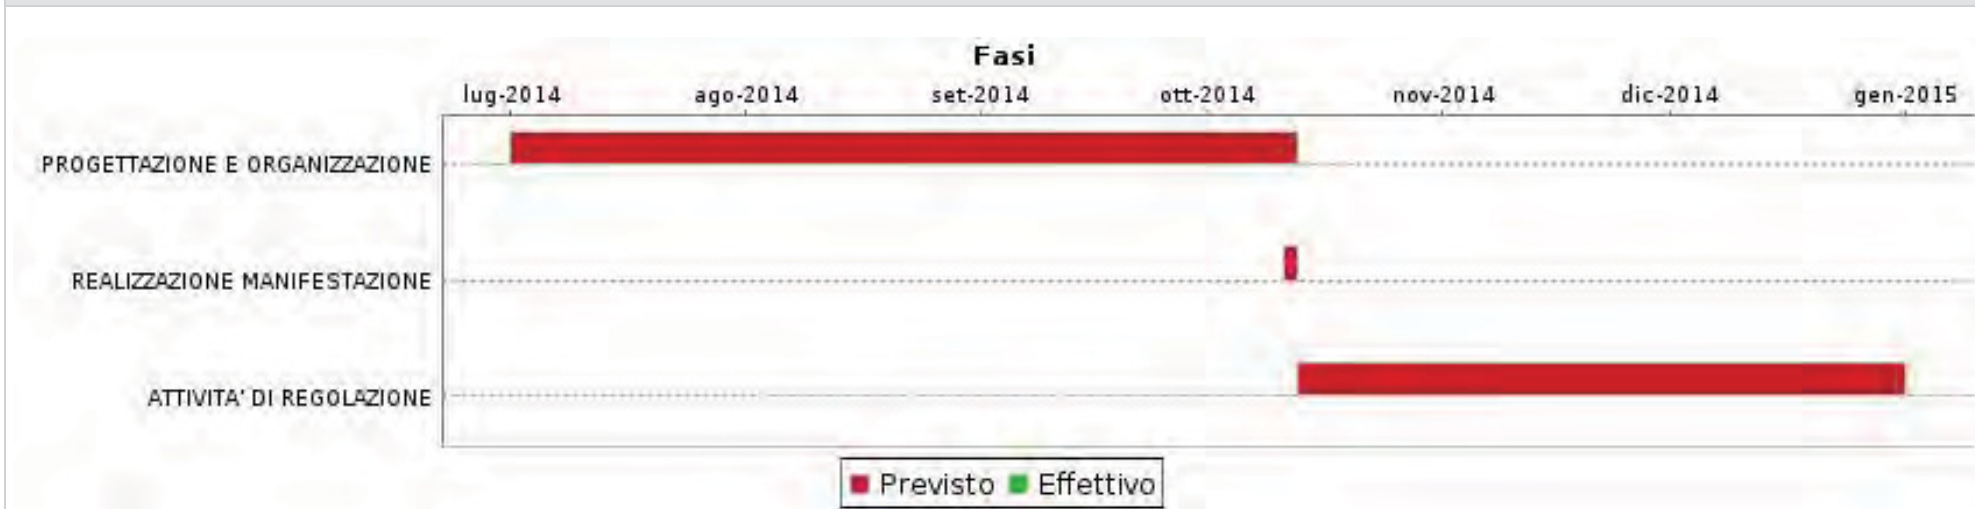 Fasi
lug-2014 ago-2014 set-2014 ott-2014 nov-2014 dic-2014 gen-2015
PROGETTAZIONE E ORGANIZZAZIONE
REALIZZAZIONE MANIFESTAZIONE
ATTIVITA' DI REGOLAZIONE
Previsto Effettivo